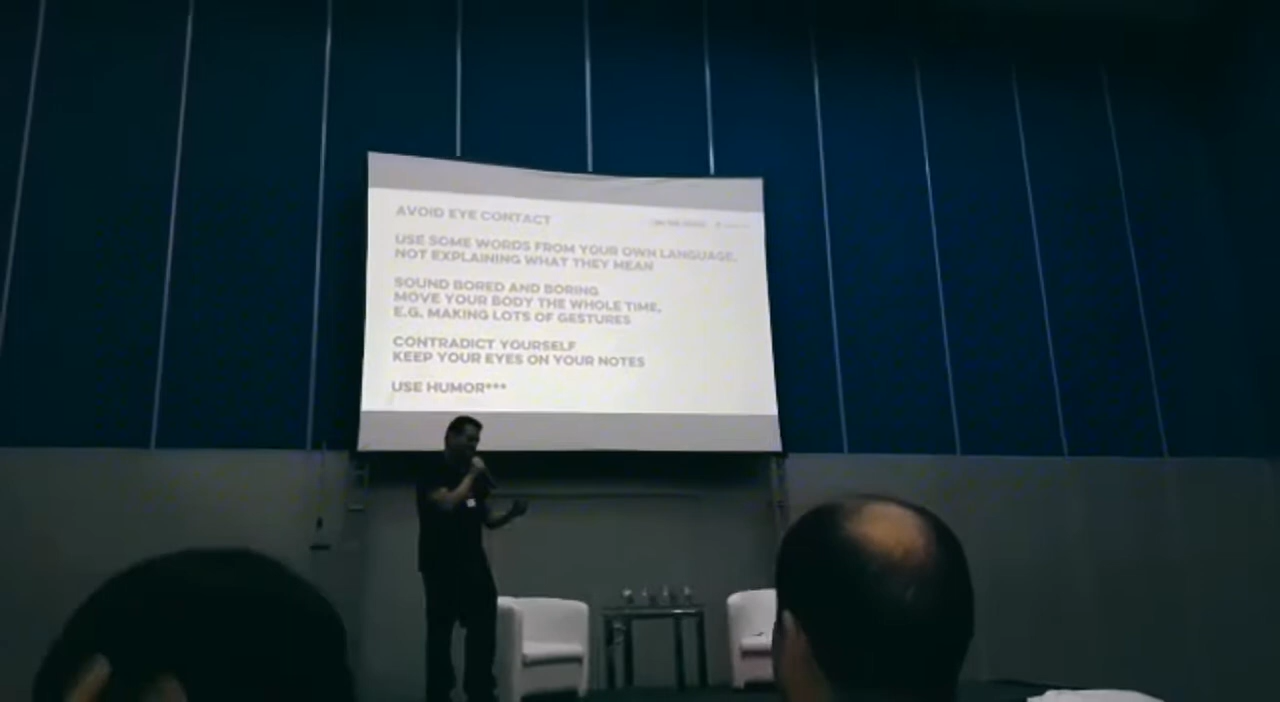 AVOID EYE CONTACT
USE SOME WORDS FROM YOUR OWN LANGUAGE,
NOT EXPLAINING WHAT THEY MEAN
SOUND BORED AND BORING
MOVE YOUR BODY THE WHOLE TIME,
E.G. MAKING LOTS OF GESTURES
CONTRADICT YOURSELF
KEEP YOUR EYES ON YOUR NOTES
USE HUMOR***